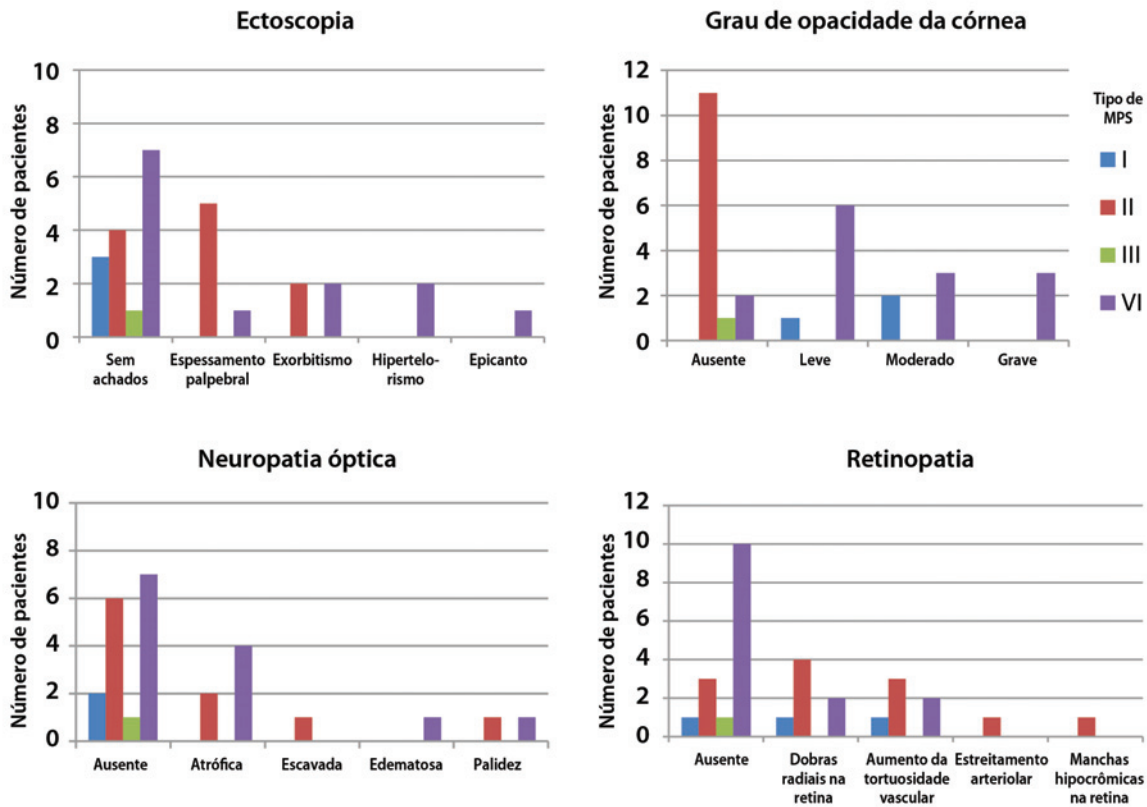 Ectoscopia
Número de pacientes
10
8
6
4
2
0
Sem
achados
Espessamento
palpebral
Exorbitismo
Hipertelo-
rismo
Epicanto
Grau de opacidade da córnea
Número de pacientes
12
10
8
6
4
2
0
Ausente
Leve
Moderado
Grave
Tipo de
MPS
I
II
III
VI
Neuropatia óptica
Número de pacientes
10
8
6
4
2
0
Ausente
Atrófica
Escavada
Edematosa
Palidez
Retinopatia
Número de pacientes
12
10
8
6
4
2
0
Ausente
Dobras
radiais na
retina
Aumento da
tortuosidade
vascular
Estreitamento
arteriolar
Manchas
hipocrômicas
na retina